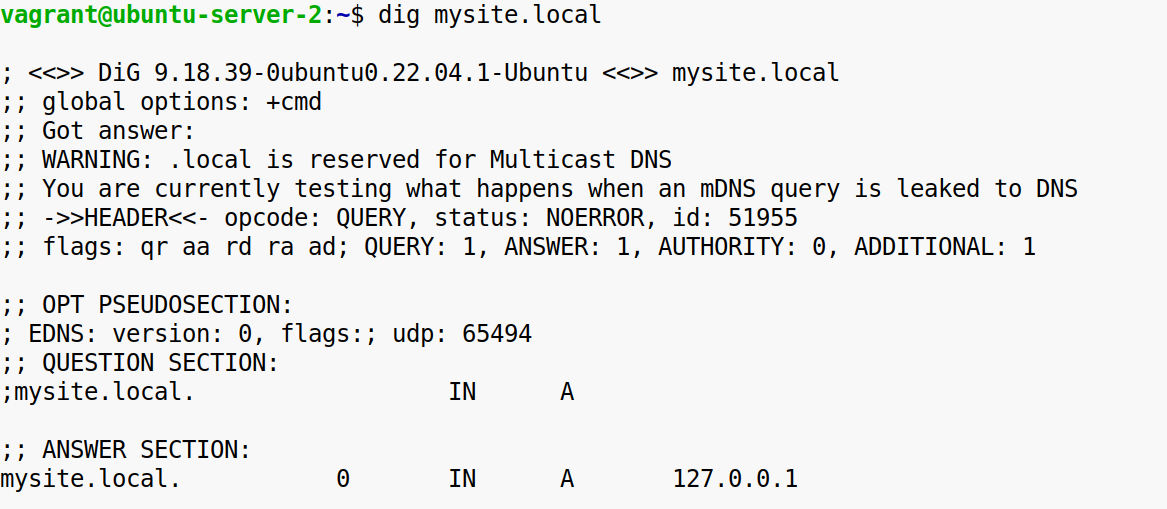 vagrant@ubuntu-server-2:~$ dig mysite.local
; <<>> DiG 9.18.39-0ubuntu0.22.04.1-Ubuntu <<>> mysite.local
;; global options: +cmd
;; Got answer:
;; WARNING: .local is reserved for Multicast DNS
;; You are currently testing what happens when an mDNS query is leaked to DNS
;; ->>HEADER<<- opcode: QUERY, status: NOERROR, id: 51955
;; flags: qr aa rd ra ad; QUERY: 1, ANSWER: 1, AUTHORITY: 0, ADDITIONAL: 1
;; OPT PSEUDOSECTION:
; EDNS: version: 0, flags:; udp: 65494
;; QUESTION SECTION:
;mysite.local. IN A
;; ANSWER SECTION:
mysite.local. 0 IN A 127.0.0.1